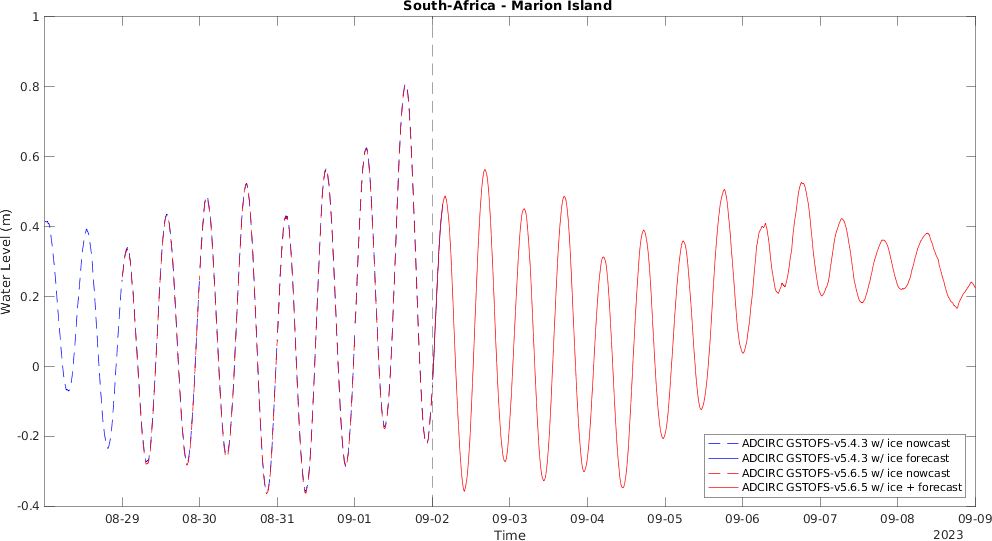 South-Africa - Marion Island
1
0.8
0.6
0.4
0.2
0
-0.2
-0.4
Water Level (m)
08-29 08-30 08-31 09-01 09-02 09-03 09-04 09-05 09-06 09-07 09-08 09-09
Time
2023
ADCIRC GSTOFS-v5.4.3 w/ ice nowcast
ADCIRC GSTOFS-v5.4.3 w/ ice forecast
ADCIRC GSTOFS-v5.6.5 w/ ice nowcast
ADCIRC GSTOFS-v5.6.5 w/ ice + forecast